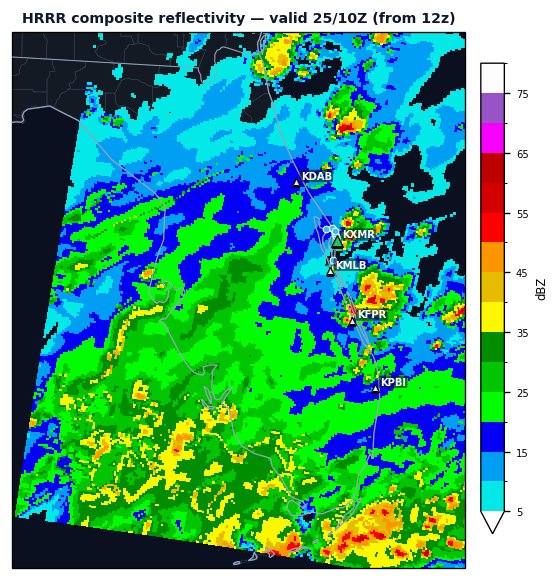 HRRR composite reflectivity — valid 25/10Z (from 12z)
KDAB
KXMR
KMLB
KFPR
KPBI
75
65
55
45
35
25
15
5
dBZ